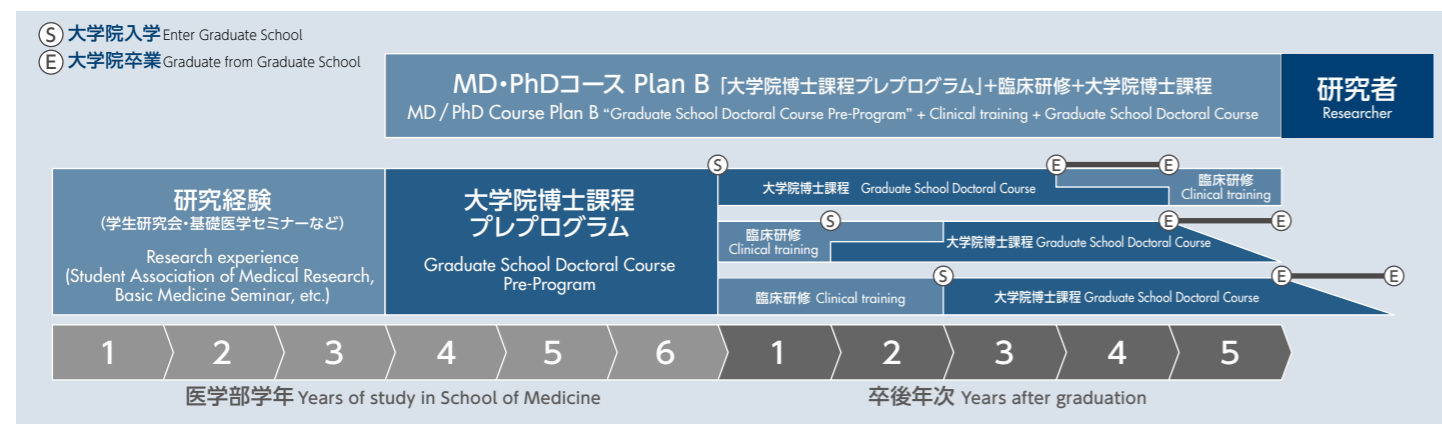 Ⓢ 大学院入学 Enter Graduate School
Ⓔ 大学院卒業 Graduate from Graduate School
MD・PhDコース Plan B 「大学院博士課程プレプログラム」+臨床研修+大学院博士課程
MD / PhD Course Plan B “Graduate School Doctoral Course Pre-Program” + Clinical training + Graduate School Doctoral Course
研究者
Researcher
研究経験
(学生研究会・基礎医学セミナーなど)
Research experience
(Student Association of Medical Research,
Basic Medicine Seminar, etc.)
大学院博士課程
プレプログラム
Graduate School Doctoral Course
Pre-Program
Ⓢ Ⓔ Ⓔ
大学院博士課程 Graduate School Doctoral Course
臨床研修
Clinical training
Ⓢ Ⓔ Ⓔ
臨床研修
Clinical training
大学院博士課程 Graduate School Doctoral Course
Ⓢ Ⓔ Ⓔ
臨床研修 Clinical training
大学院博士課程 Graduate School Doctoral Course
1 2 3 4 5 6 1 2 3 4 5
医学部学年 Years of study in School of Medicine
卒後年次 Years after graduation